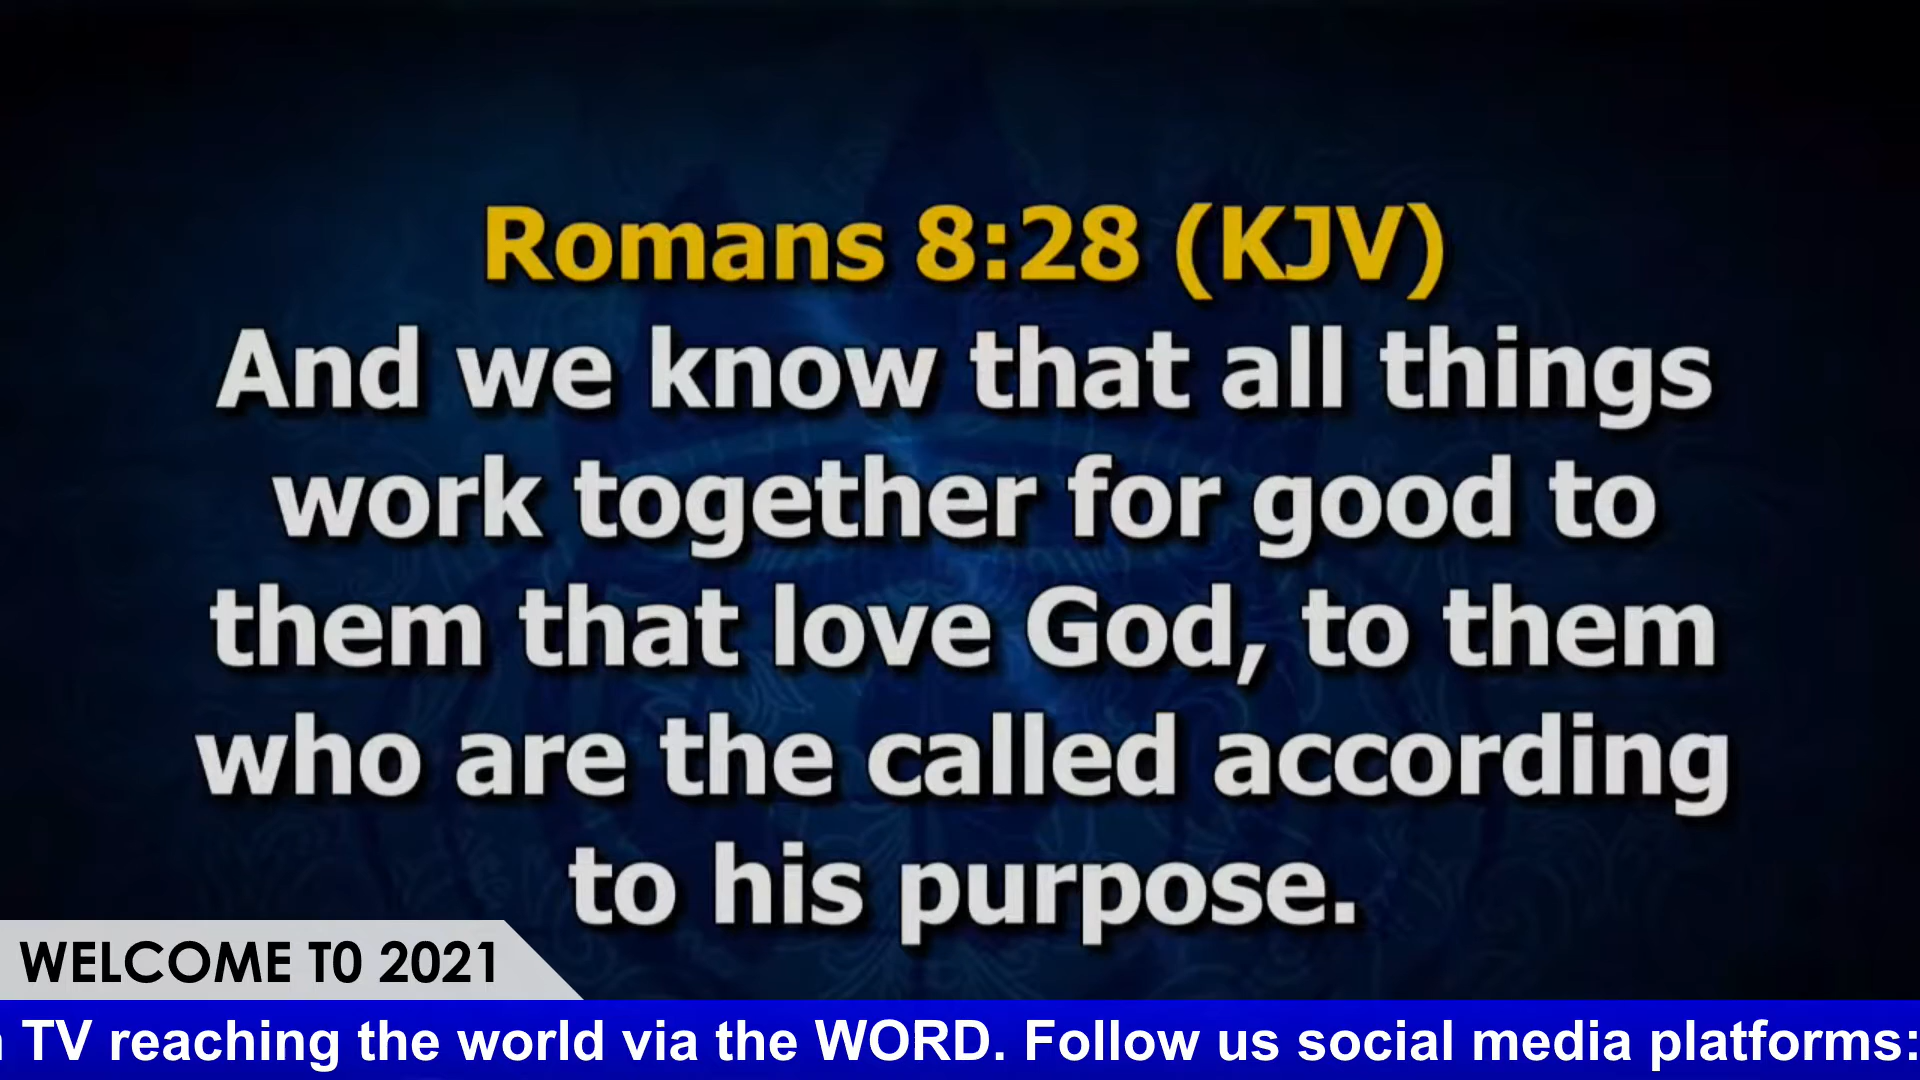 Romans 8:28 (KJV)
And we know that all things
work together for good to
them that love God, to them
who are the called according
to his purpose.
WELCOME T0 2021
TV reaching the world via the WORD. Follow us social media platforms: